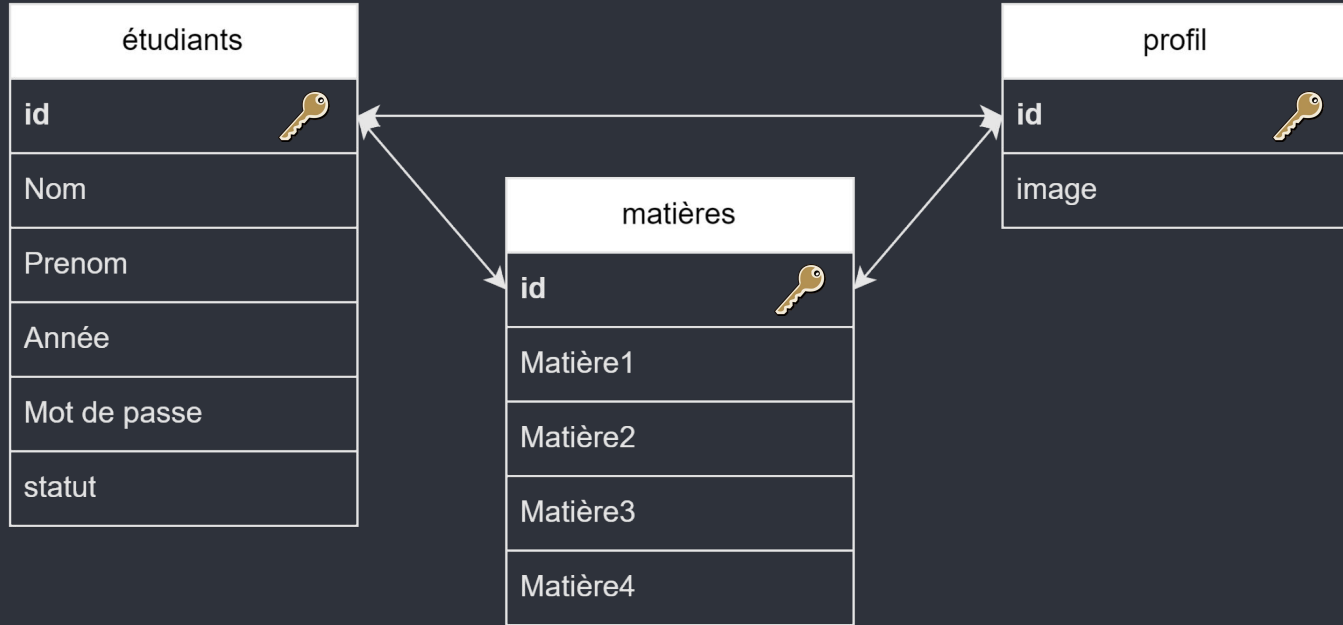 étudiants
id
Nom
Prenom
Année
Mot de passe
statut
matières
id
Matière1
Matière2
Matière3
Matière4
profil
id
image